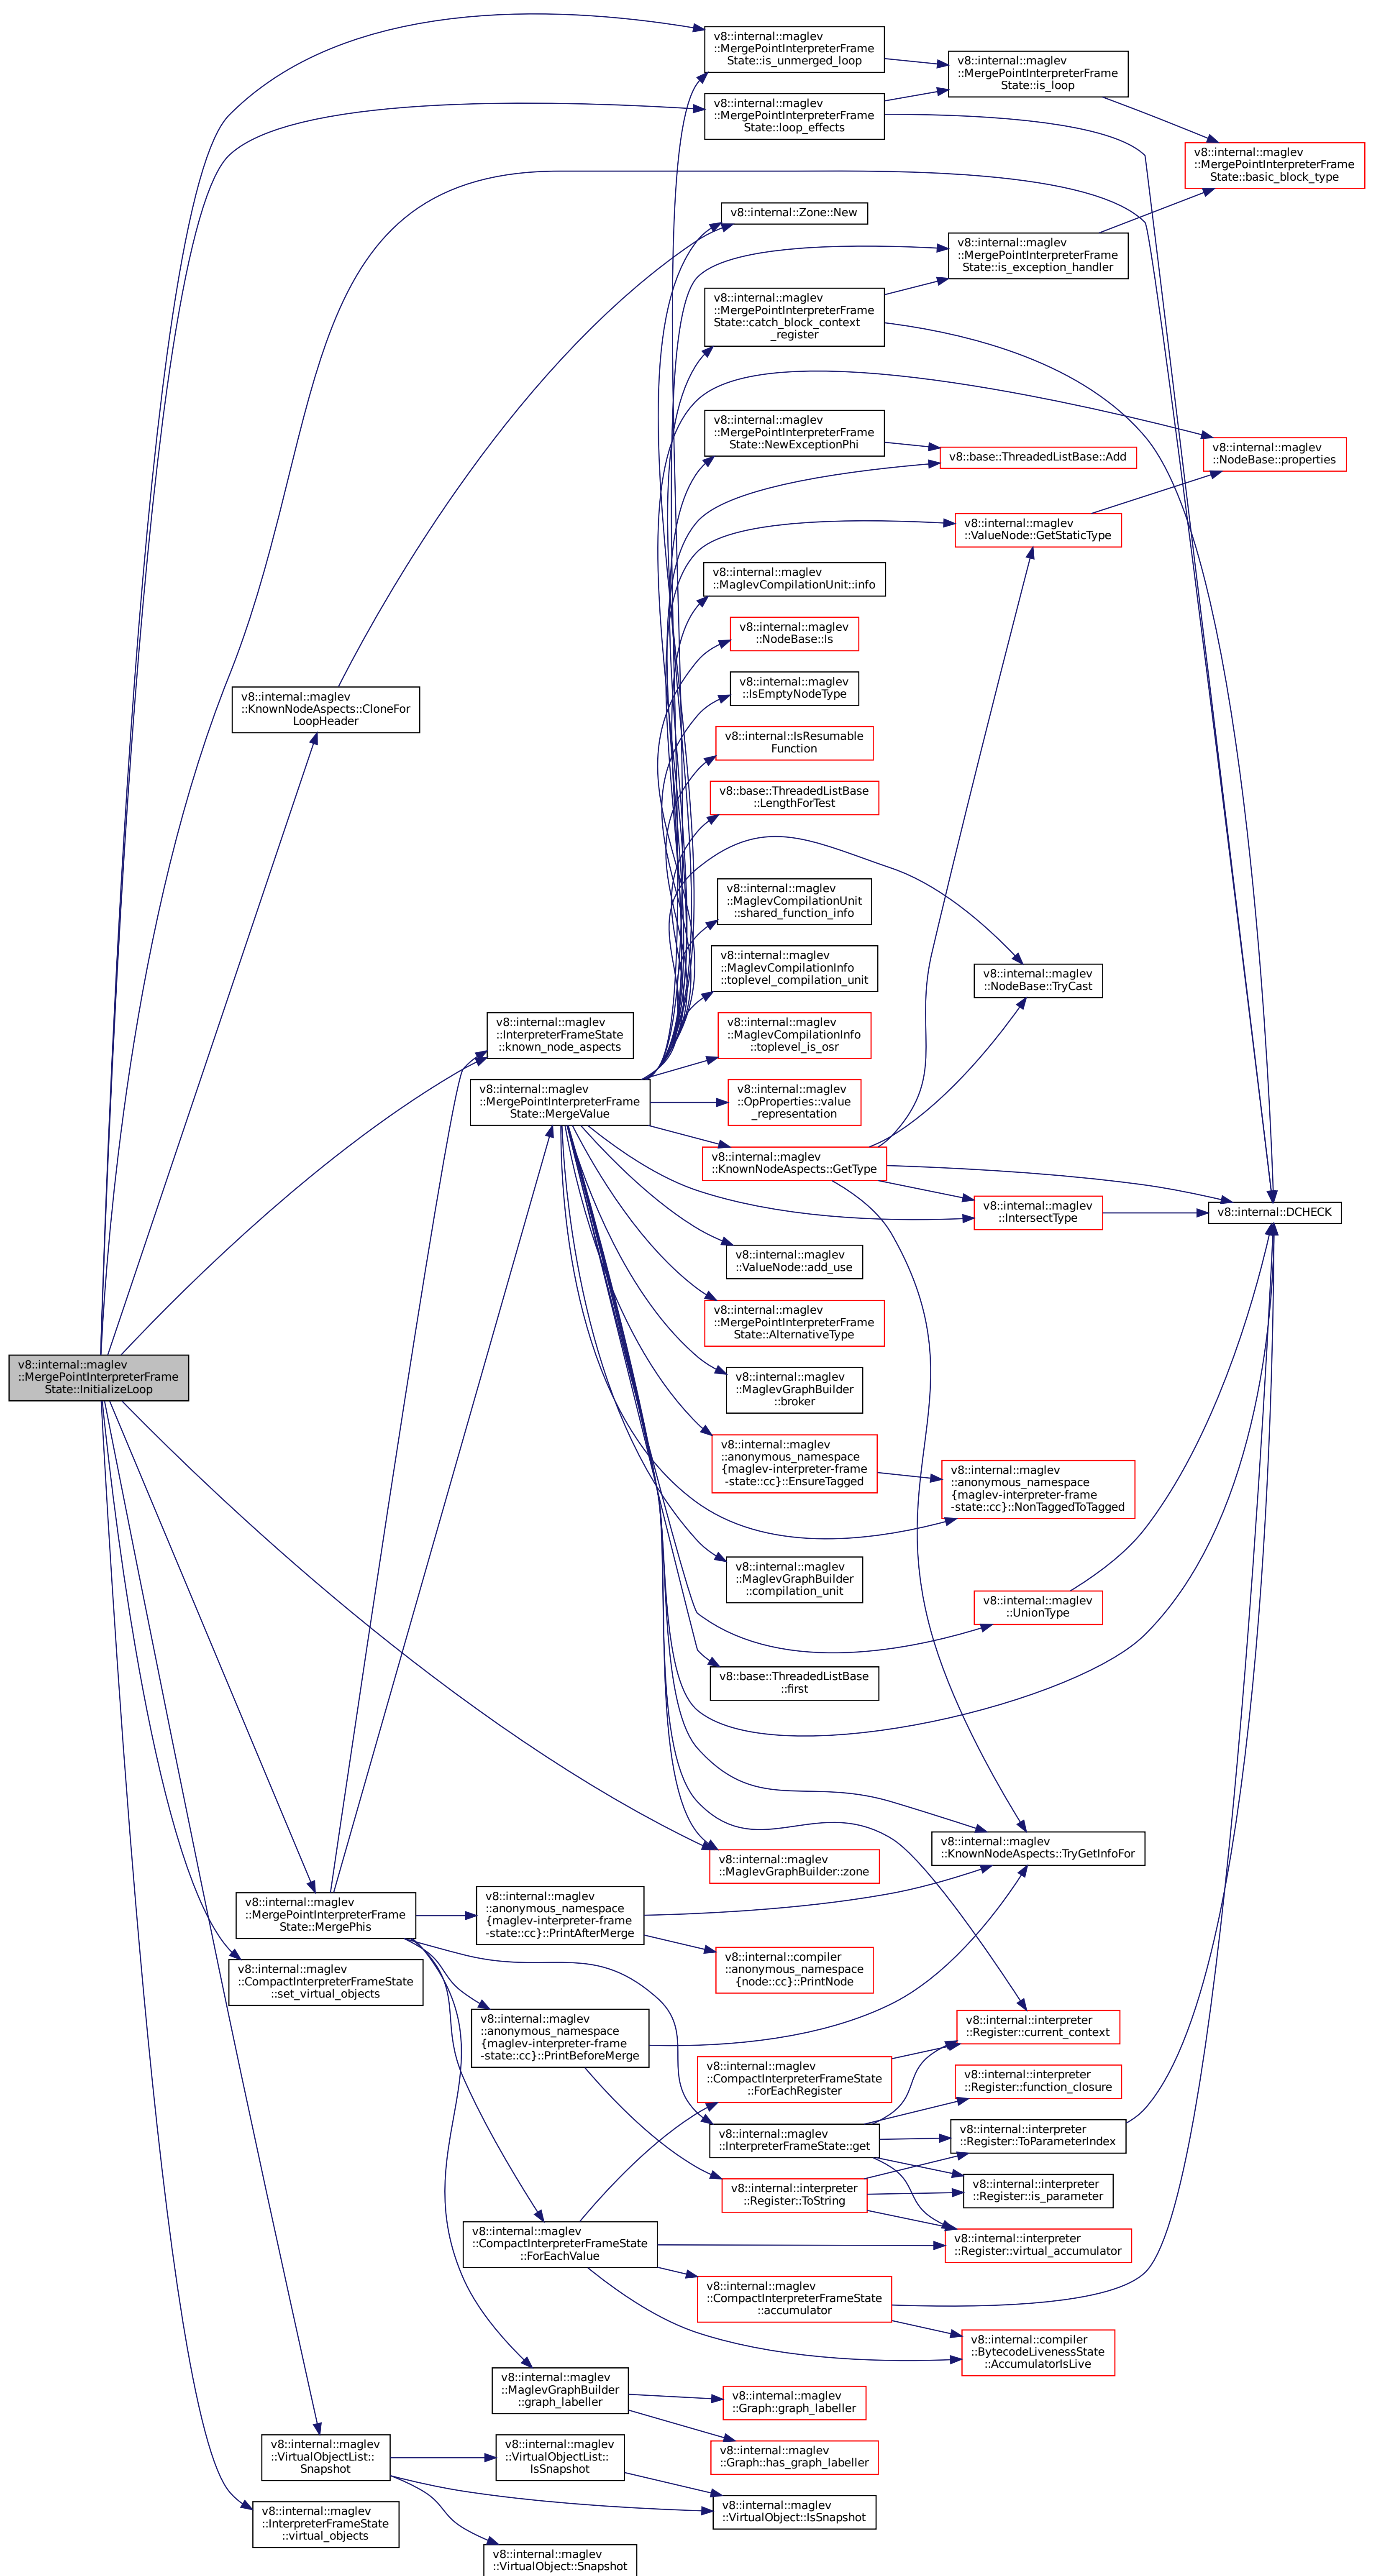 v8::internal::maglev
::MergePointInterpreterFrame
State::InitializeLoop
v8::internal::maglev
::KnownNodeAspects::CloneFor
LoopHeader
v8::internal::maglev
::MergePointInterpreterFrame
State::MergePhis
v8::internal::maglev
::CompactInterpreterFrameState
::set_virtual_objects
v8::internal::maglev
::VirtualObjectList::
Snapshot
v8::internal::maglev
::InterpreterFrameState
::virtual_objects
v8::internal::maglev
::InterpreterFrameState
::known_node_aspects
v8::internal::maglev
::MergePointInterpreterFrame
State::MergeValue
v8::internal::maglev
::anonymous_namespace
{maglev-interpreter-frame
-state::cc}::PrintAfterMerge
v8::internal::maglev
::anonymous_namespace
{maglev-interpreter-frame
-state::cc}::PrintBeforeMerge
v8::internal::maglev
::CompactInterpreterFrameState
::ForEachValue
v8::internal::maglev
::MaglevGraphBuilder
::graph_labeller
v8::internal::maglev
::VirtualObjectList::
IsSnapshot
v8::internal::maglev
::VirtualObject::Snapshot
v8::internal::maglev
::MergePointInterpreterFrame
State::is_unmerged_loop
v8::internal::maglev
::MergePointInterpreterFrame
State::loop_effects
v8::internal::Zone::New
v8::internal::maglev
::MergePointInterpreterFrame
State::catch_block_context
_register
v8::internal::maglev
::MergePointInterpreterFrame
State::NewExceptionPhi
v8::internal::maglev
::MaglevCompilationUnit::info
v8::internal::maglev
::NodeBase::Is
v8::internal::maglev
::IsEmptyNodeType
v8::internal::IsResumable
Function
v8::base::ThreadedListBase
::LengthForTest
v8::internal::maglev
::MaglevCompilationUnit
::shared_function_info
v8::internal::maglev
::MaglevCompilationInfo
::toplevel_compilation_unit
v8::internal::maglev
::MaglevCompilationInfo
::toplevel_is_osr
v8::internal::maglev
::OpProperties::value
_representation
v8::internal::maglev
::KnownNodeAspects::GetType
v8::internal::maglev
::ValueNode::add_use
v8::internal::maglev
::MergePointInterpreterFrame
State::AlternativeType
v8::internal::maglev
::MaglevGraphBuilder
::broker
v8::internal::maglev
::anonymous_namespace
{maglev-interpreter-frame
-state::cc}::EnsureTagged
v8::internal::maglev
::MaglevGraphBuilder
::compilation_unit
v8::base::ThreadedListBase
::first
v8::internal::maglev
::MaglevGraphBuilder::zone
v8::internal::compiler
::anonymous_namespace
{node::cc}::PrintNode
v8::internal::maglev
::CompactInterpreterFrameState
::ForEachRegister
v8::internal::maglev
::InterpreterFrameState::get
v8::internal::interpreter
::Register::ToString
v8::internal::maglev
::CompactInterpreterFrameState
::accumulator
v8::internal::maglev
::Graph::graph_labeller
v8::internal::maglev
::Graph::has_graph_labeller
v8::internal::maglev
::VirtualObject::IsSnapshot
v8::internal::maglev
::MergePointInterpreterFrame
State::is_loop
v8::internal::maglev
::MergePointInterpreterFrame
State::is_exception_handler
v8::base::ThreadedListBase::Add
v8::internal::maglev
::ValueNode::GetStaticType
v8::internal::maglev
::NodeBase::TryCast
v8::internal::maglev
::IntersectType
v8::internal::maglev
::anonymous_namespace
{maglev-interpreter-frame
-state::cc}::NonTaggedToTagged
v8::internal::maglev
::UnionType
v8::internal::maglev
::KnownNodeAspects::TryGetInfoFor
v8::internal::interpreter
::Register::current_context
v8::internal::interpreter
::Register::function_closure
v8::internal::interpreter
::Register::ToParameterIndex
v8::internal::interpreter
::Register::is_parameter
v8::internal::interpreter
::Register::virtual_accumulator
v8::internal::compiler
::BytecodeLivenessState
::AccumulatorIsLive
v8::internal::maglev
::MergePointInterpreterFrame
State::basic_block_type
v8::internal::maglev
::NodeBase::properties
v8::internal::DCHECK